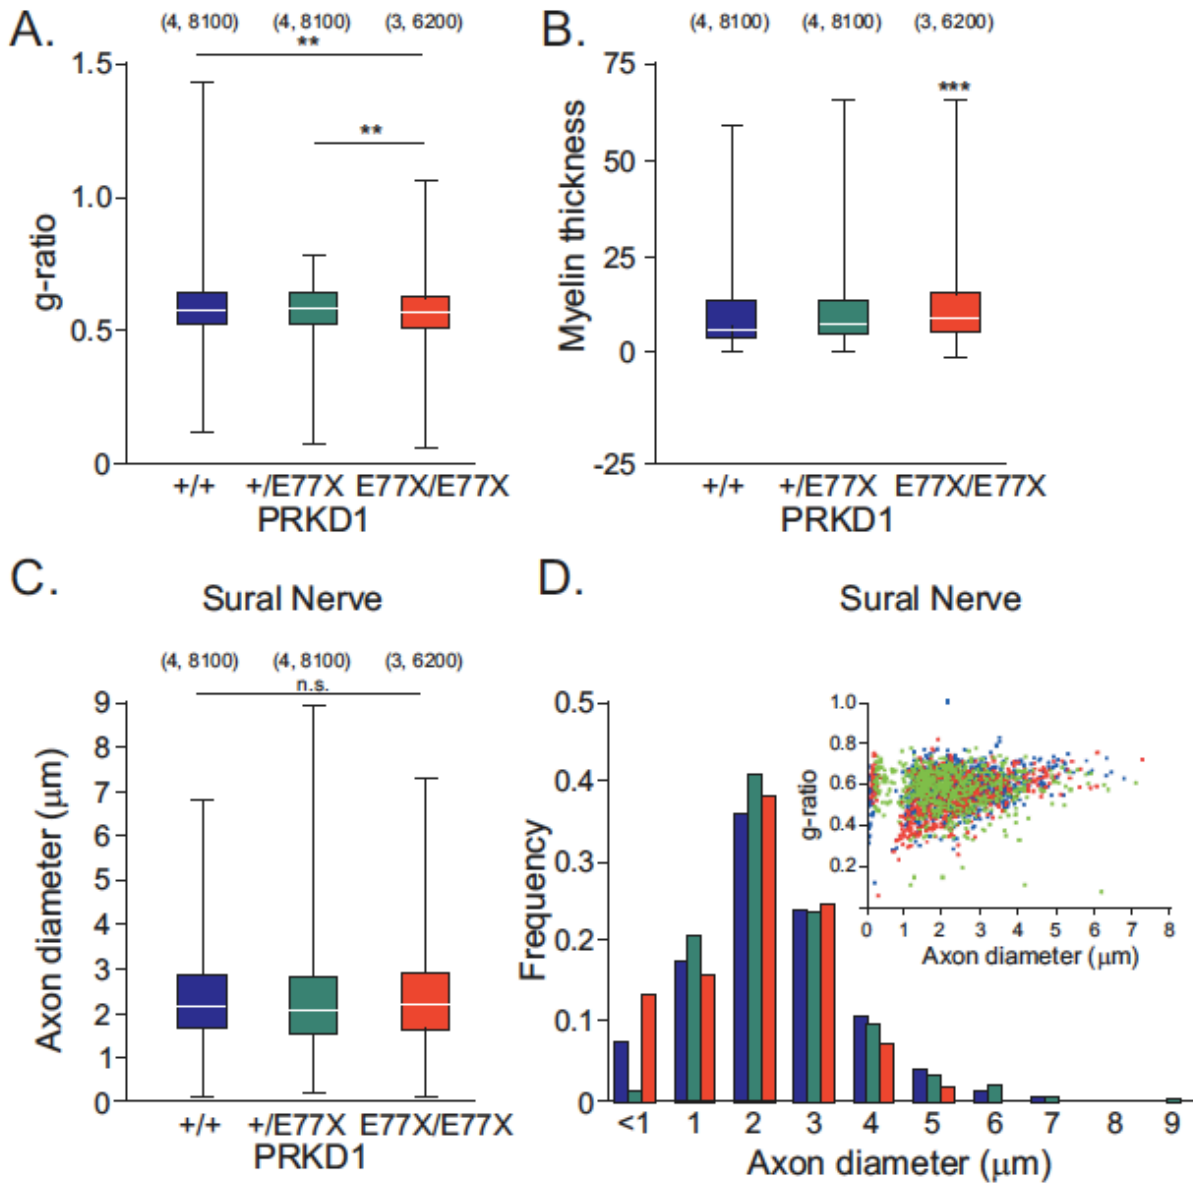 A.
(4, 8100) (4, 8100) (3, 6200)
**
**
1.5
1.0
0.5
0
g-ratio
+/+ +/E77X E77X/E77X
PRKD1
B.
(4, 8100) (4, 8100) (3, 6200)
***
75
50
25
0
-25
Myelin thickness
+/+ +/E77X E77X/E77X
PRKD1
C.
Sural Nerve
(4, 8100) (4, 8100) (3, 6200)
n.s.
9
8
7
6
5
4
3
2
1
0
Axon diameter (μm)
+/+ +/E77X E77X/E77X
PRKD1
D.
Sural Nerve
0.5
0.4
0.3
0.2
0.1
0
Frequency
<1 1 2 3 4 5 6 7 8 9
Axon diameter (μm)
1.0
0.8
0.6
0.4
0.2
g-ratio
0 1 2 3 4 5 6 7 8
Axon diameter (μm)